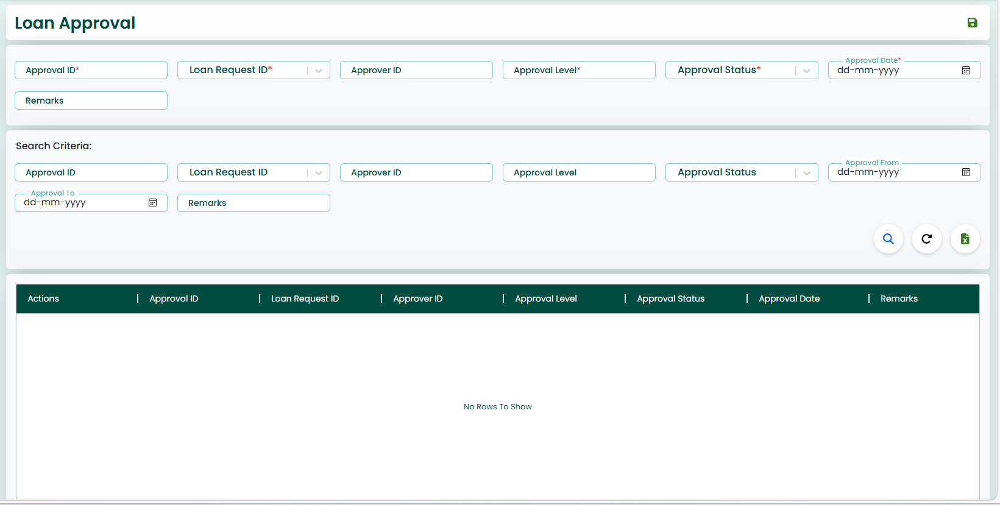 Loan Approval
Approval ID* Loan Request ID* Approver ID Approval Level* Approval Status* Approval Date* dd-mm-yyyy
Remarks
Search Criteria:
Approval ID Loan Request ID Approver ID Approval Level Approval Status Approval From dd-mm-yyyy
Approval To dd-mm-yyyy Remarks
Actions Approval ID Loan Request ID Approver ID Approval Level Approval Status Approval Date Remarks
No Rows To Show